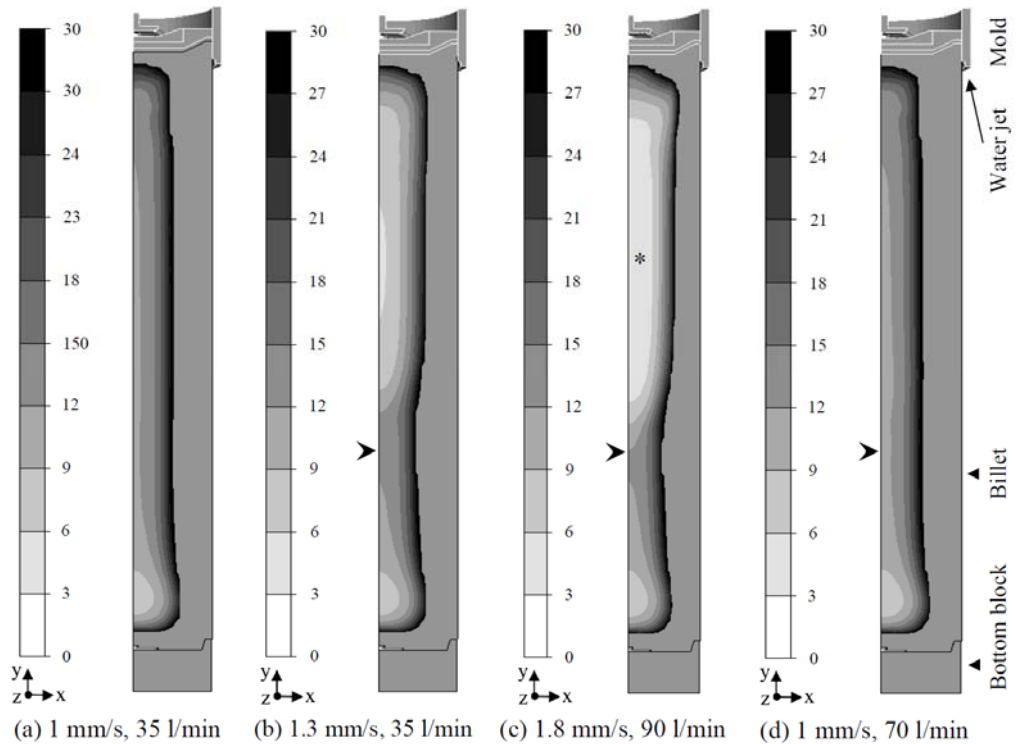 30
30
24
23
18
150
12
9
6
3
0
y
z
x
(a) 1 mm/s, 35 l/min
30
27
24
21
18
15
12
9
6
3
0
y
z
x
(b) 1.3 mm/s, 35 l/min
30
27
24
21
18
15
12
9
6
3
0
*
y
z
x
(c) 1.8 mm/s, 90 l/min
30
27
24
21
18
15
12
9
6
3
0
y
z
x
(d) 1 mm/s, 70 l/min
Mold
Water jet
Billet
Bottom block